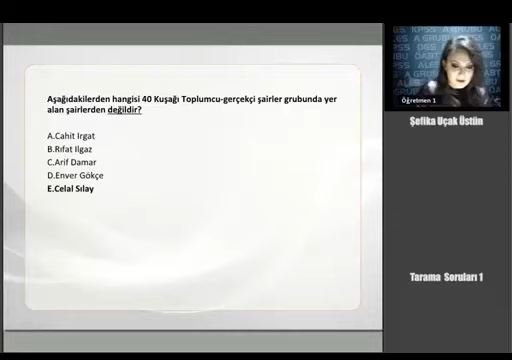 Aşağıdakilerden hangisi 40 Kuşağı Toplumcu-gerçekçi şairler grubunda yer
alan şairlerden değildir?
A.Cahit Irgat
B.Rıfat Ilgaz
C.Arif Damar
D.Enver Gökçe
E.Celal Sılay
Öğretmen 1
Şefika Uçak Üstün
Tarama Soruları 1